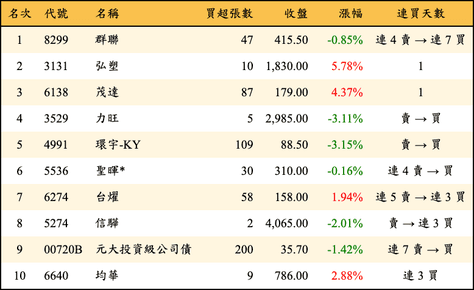 名次 代號 名稱 買超張數 收盤 漲幅 連買天數
1 8299 群聯 47 415.50 -0.85% 連 4 賣 → 連 7 買
2 3131 弘塑 10 1,830.00 5.78% 1
3 6138 茂達 87 179.00 4.37% 1
4 3529 力旺 5 2,985.00 -3.11% 賣 → 買
5 4991 環宇-KY 109 88.50 -3.15% 賣 → 買
6 5536 聖暉* 30 310.00 -0.16% 連 4 賣 → 買
7 6274 台燿 58 158.00 1.94% 連 5 賣 → 連 3 買
8 5274 信驊 2 4,065.00 -2.01% 賣 → 連 3 買
9 00720B 元大投資級公司債 200 35.70 -1.42% 連 7 賣 → 買
10 6640 均華 9 786.00 2.88% 連 3 買